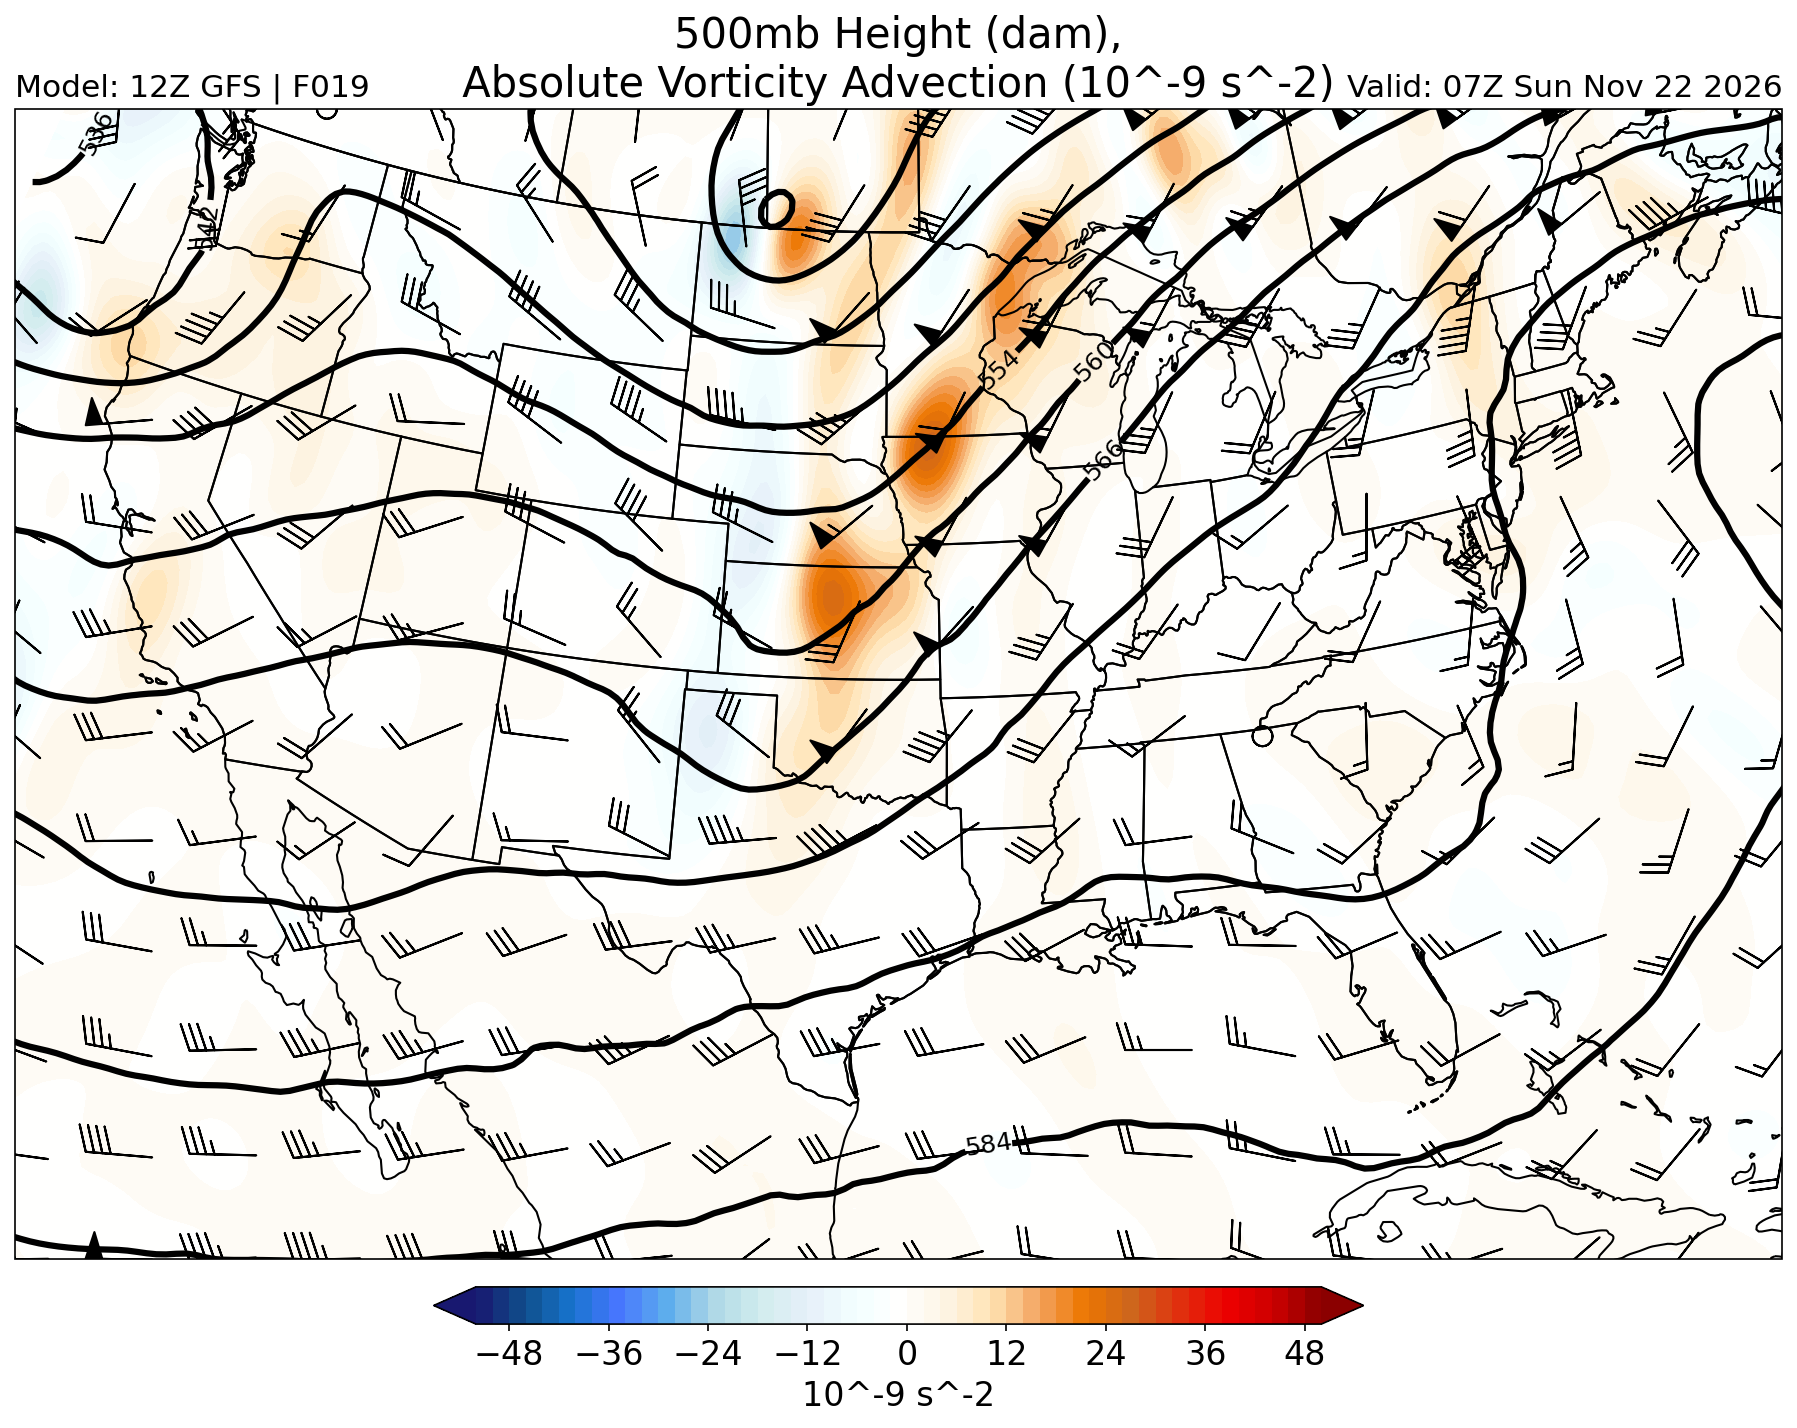 500mb Height (dam),
Absolute Vorticity Advection (10^-9 s^-2)
Model: 12Z GFS | F019
Valid: 07Z Sun Nov 22 2026
536
542
554
560
566
584
−48 −36 −24 −12 0 12 24 36 48
10^-9 s^-2